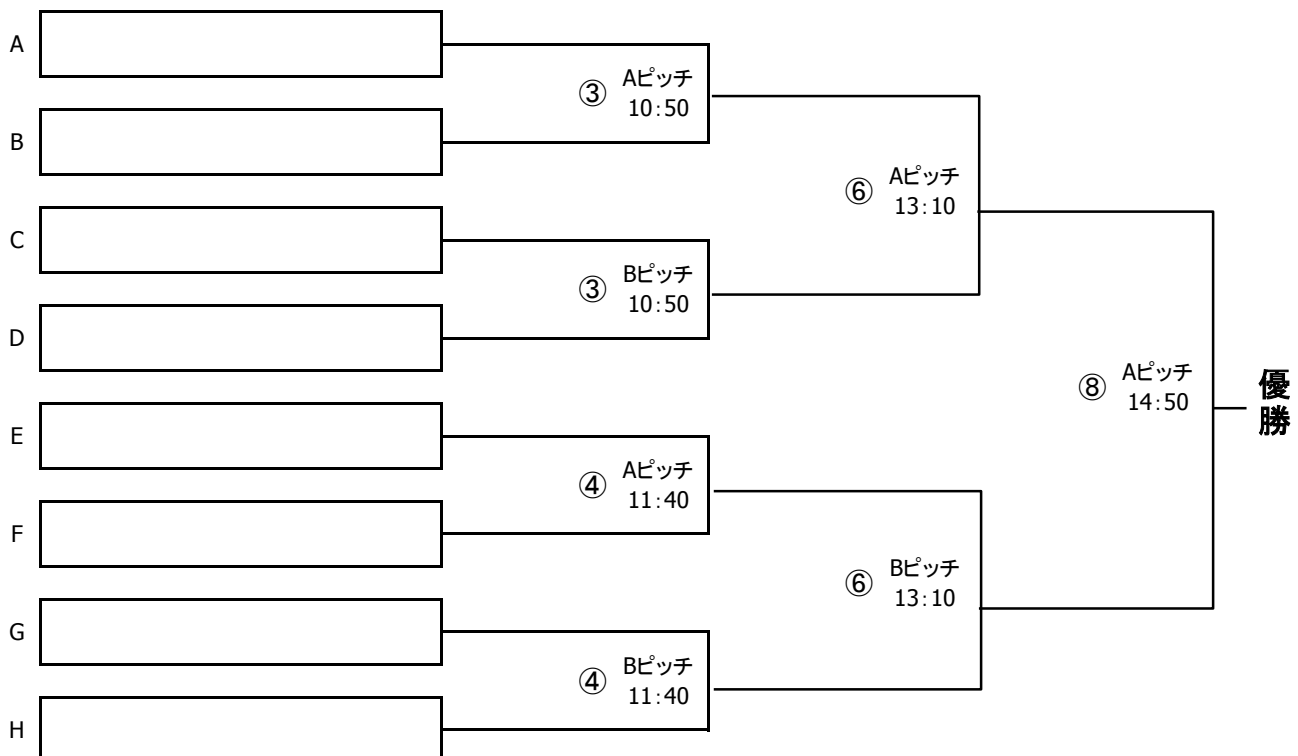 A
③ Aピッチ
10:50
B
⑥ Aピッチ
13:10
C
③ Bピッチ
10:50
D
⑧ Aピッチ
14:50
優勝
E
④ Aピッチ
11:40
F
⑥ Bピッチ
13:10
G
④ Bピッチ
11:40
H